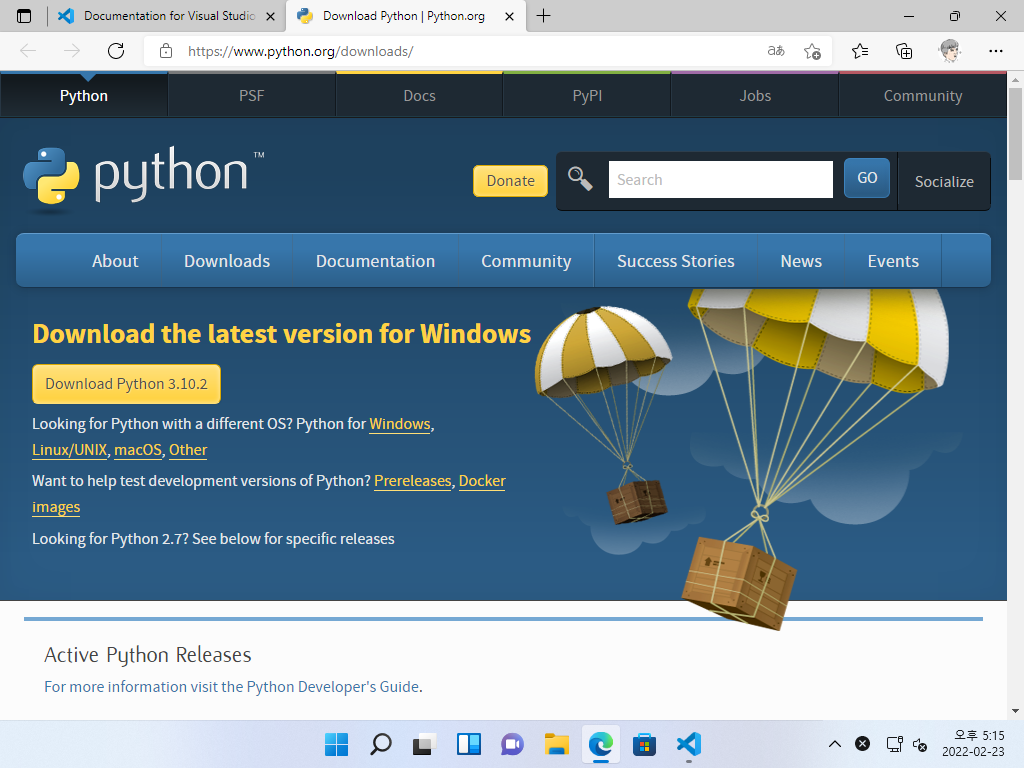 Documentation for Visual Studio
Download Python | Python.org
https://www.python.org/downloads/
aあ
Python PSF Docs PyPI Jobs Community
python™
Donate
Search
GO
Socialize
About Downloads Documentation Community Success Stories News Events
Download the latest version for Windows
Download Python 3.10.2
Looking for Python with a different OS? Python for Windows,
Linux/UNIX, macOS, Other
Want to help test development versions of Python? Prereleases, Docker
images
Looking for Python 2.7? See below for specific releases
Active Python Releases
For more information visit the Python Developer's Guide.
오후 5:15
2022-02-23